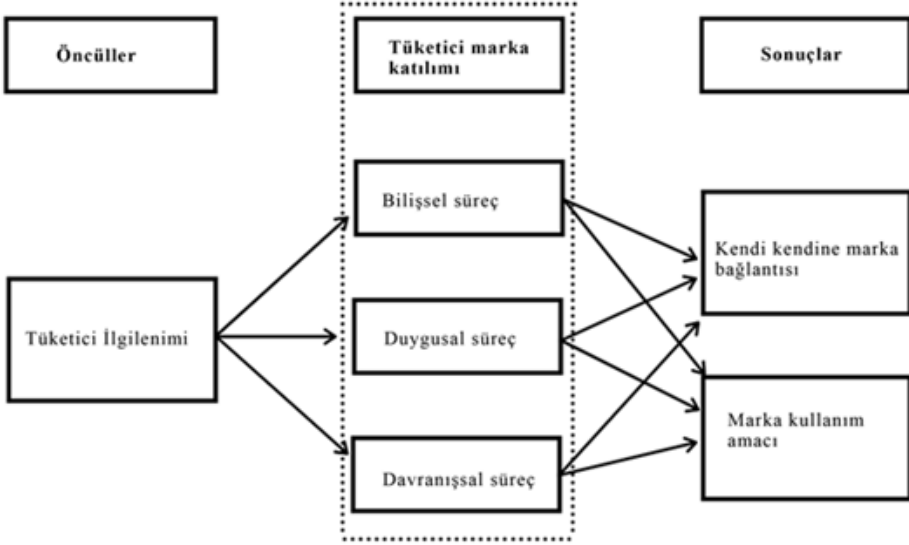 Öncüller
Tüketici marka
katılımı
Sonuçlar
Bilişsel süreç
Kendi kendine marka
bağlantısı
Tüketici İlgilenimi
Duygusal süreç
Marka kullanım
amacı
Davranışsal süreç